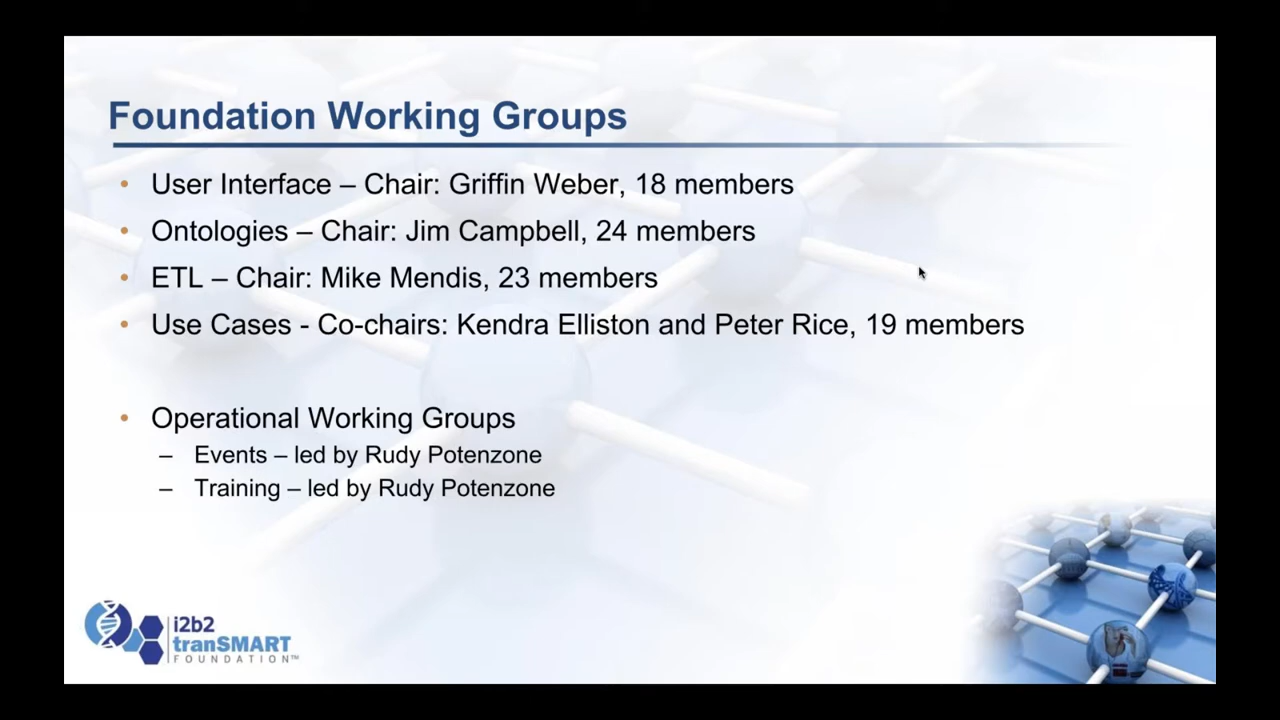 Foundation Working Groups
• User Interface – Chair: Griffin Weber, 18 members
• Ontologies – Chair: Jim Campbell, 24 members
• ETL – Chair: Mike Mendis, 23 members
• Use Cases - Co-chairs: Kendra Elliston and Peter Rice, 19 members
• Operational Working Groups
– Events – led by Rudy Potenzone
– Training – led by Rudy Potenzone
i2b2
tranSMART
FOUNDATION™